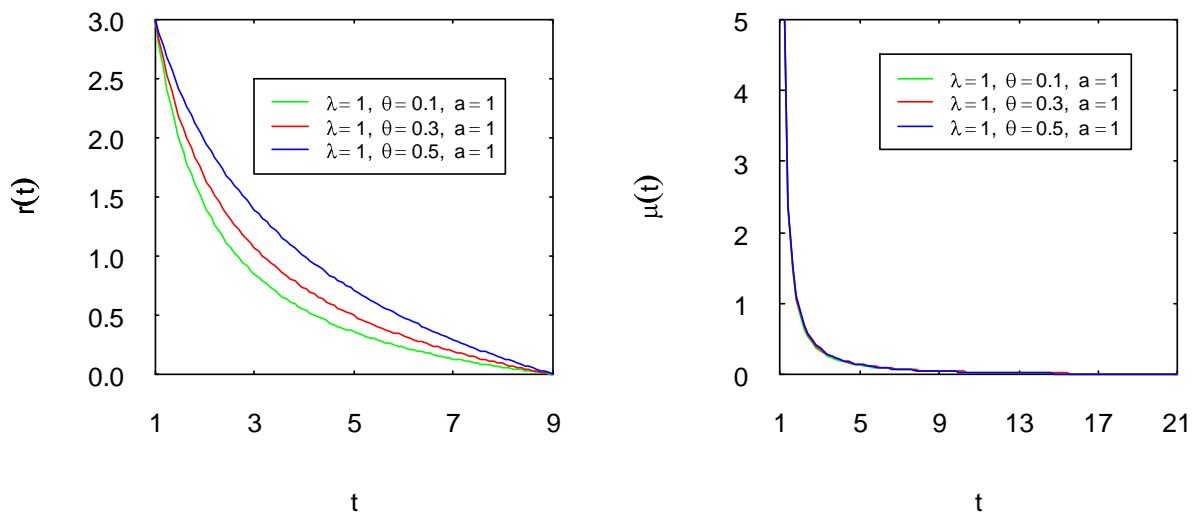 r(t)
3.0
2.5
2.0
1.5
1.0
0.5
0.0
λ = 1, θ = 0.1, a = 1
λ = 1, θ = 0.3, a = 1
λ = 1, θ = 0.5, a = 1
1 3 5 7 9
t
μ(t)
5
4
3
2
1
0
λ = 1, θ = 0.1, a = 1
λ = 1, θ = 0.3, a = 1
λ = 1, θ = 0.5, a = 1
1 5 9 13 17 21
t